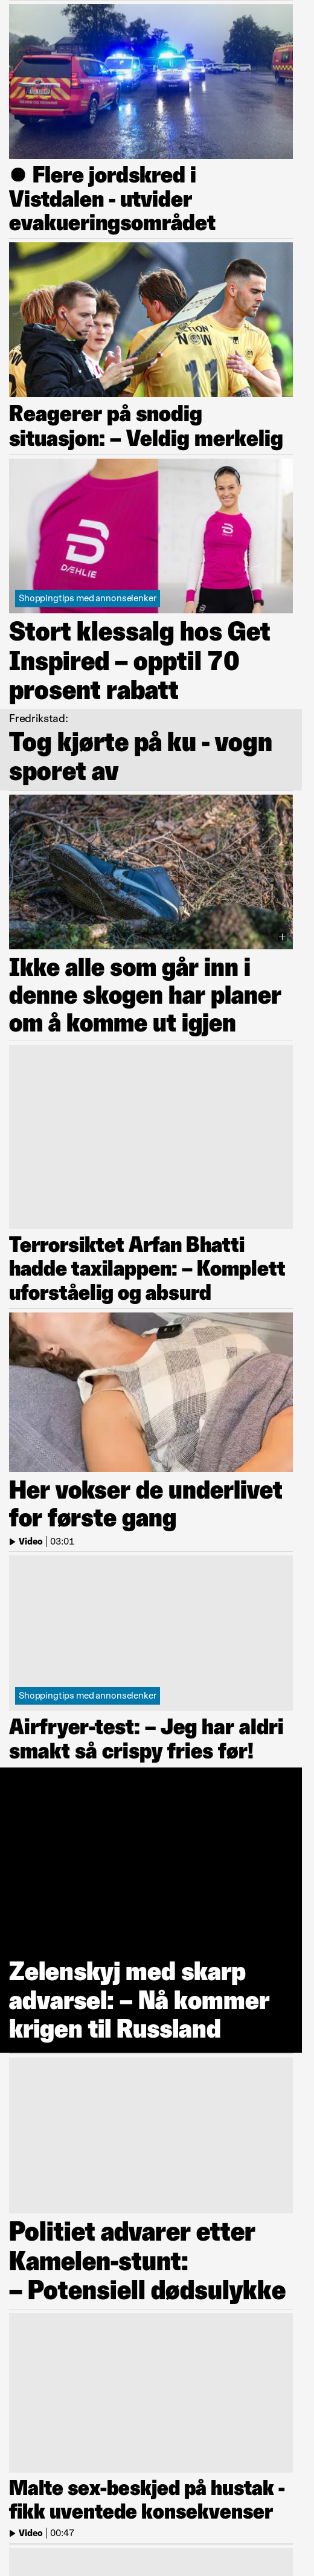 ● Flere jordskred i
Vistdalen - utvider
evakueringsområdet
ACTION
NOW
11
Reagerer på snodig
situasjon: – Veldig merkelig
DÆHLIE
Shoppingtips med annonselenker
Stort klessalg hos Get
Inspired – opptil 70
prosent rabatt
Fredrikstad:
Tog kjørte på ku - vogn
sporet av
Ikke alle som går inn i
denne skogen har planer
om å komme ut igjen
Terrorsiktet Arfan Bhatti
hadde taxilappen: – Komplett
uforståelig og absurd
Her vokser de underlivet
for første gang
Video | 03:01
Shoppingtips med annonselenker
Airfryer-test: – Jeg har aldri
smakt så crispy fries før!
Zelenskyj med skarp
advarsel: – Nå kommer
krigen til Russland
Politiet advarer etter
Kamelen-stunt:
– Potensiell dødsulykke
Malte sex-beskjed på hustak -
fikk uventede konsekvenser
Video | 00:47